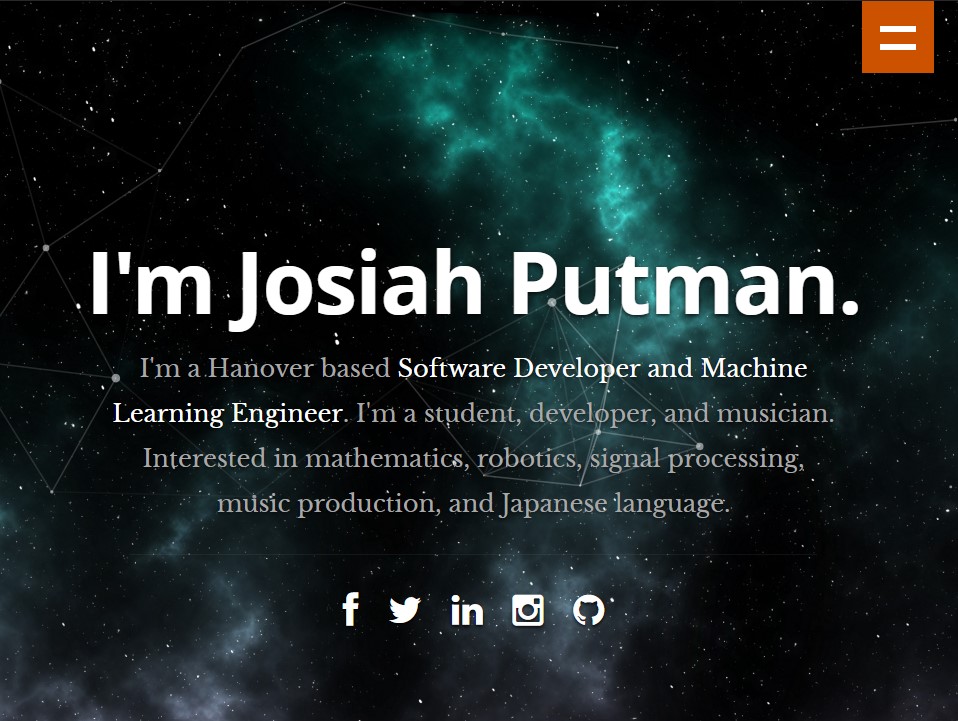 I'm Josiah Putman.
I'm a Hanover based Software Developer and Machine
Learning Engineer. I'm a student, developer, and musician.
Interested in mathematics, robotics, signal processing,
music production, and Japanese language.